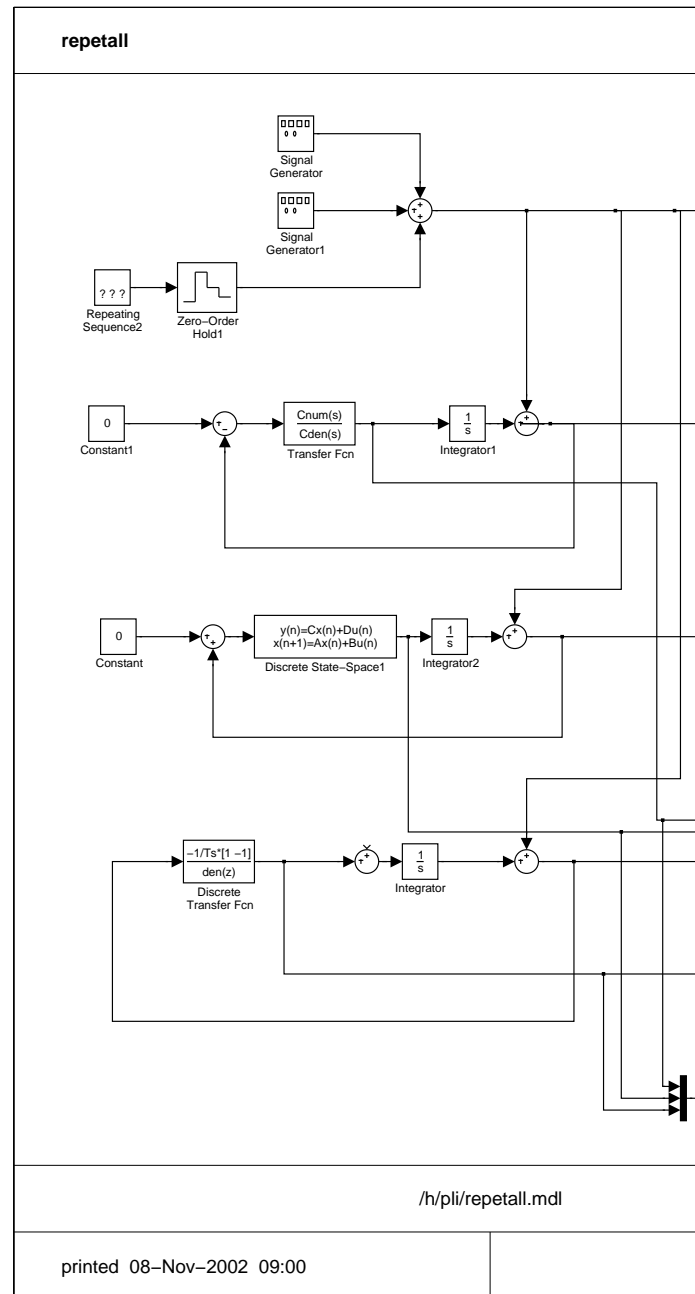 repetall
Signal
Generator
Signal
Generator1
? ? ?
Repeating
Sequence2
Zero−Order
Hold1
0
Constant1
Cnum(s)
Cden(s)
Transfer Fcn
1
s
Integrator1
0
Constant
y(n)=Cx(n)+Du(n)
x(n+1)=Ax(n)+Bu(n)
Discrete State−Space1
1
s
Integrator2
−1/Ts*[1 −1]
den(z)
Discrete
Transfer Fcn
1
s
Integrator
/h/pli/repetall.mdl
printed 08−Nov−2002 09:00